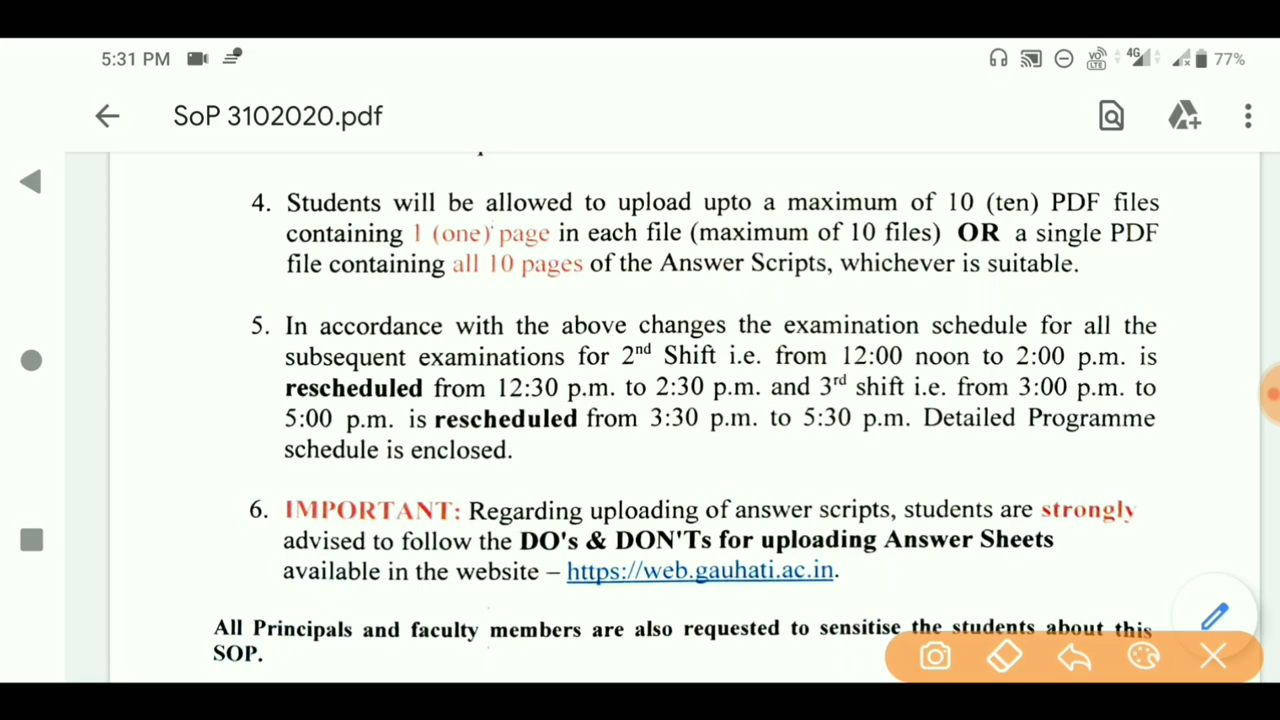 5:31 PM
VO LTE 4G 77%
SoP 3102020.pdf
4. Students will be allowed to upload upto a maximum of 10 (ten) PDF files
containing 1 (one) page in each file (maximum of 10 files) OR a single PDF
file containing all 10 pages of the Answer Scripts, whichever is suitable.
5. In accordance with the above changes the examination schedule for all the
subsequent examinations for 2nd Shift i.e. from 12:00 noon to 2:00 p.m. is
rescheduled from 12:30 p.m. to 2:30 p.m. and 3rd shift i.e. from 3:00 p.m. to
5:00 p.m. is rescheduled from 3:30 p.m. to 5:30 p.m. Detailed Programme
schedule is enclosed.
6. IMPORTANT: Regarding uploading of answer scripts, students are strongly
advised to follow the DO's & DON'Ts for uploading Answer Sheets
available in the website – https://web.gauhati.ac.in.
All Principals and faculty members are also requested to sensitise the students about this
SOP.